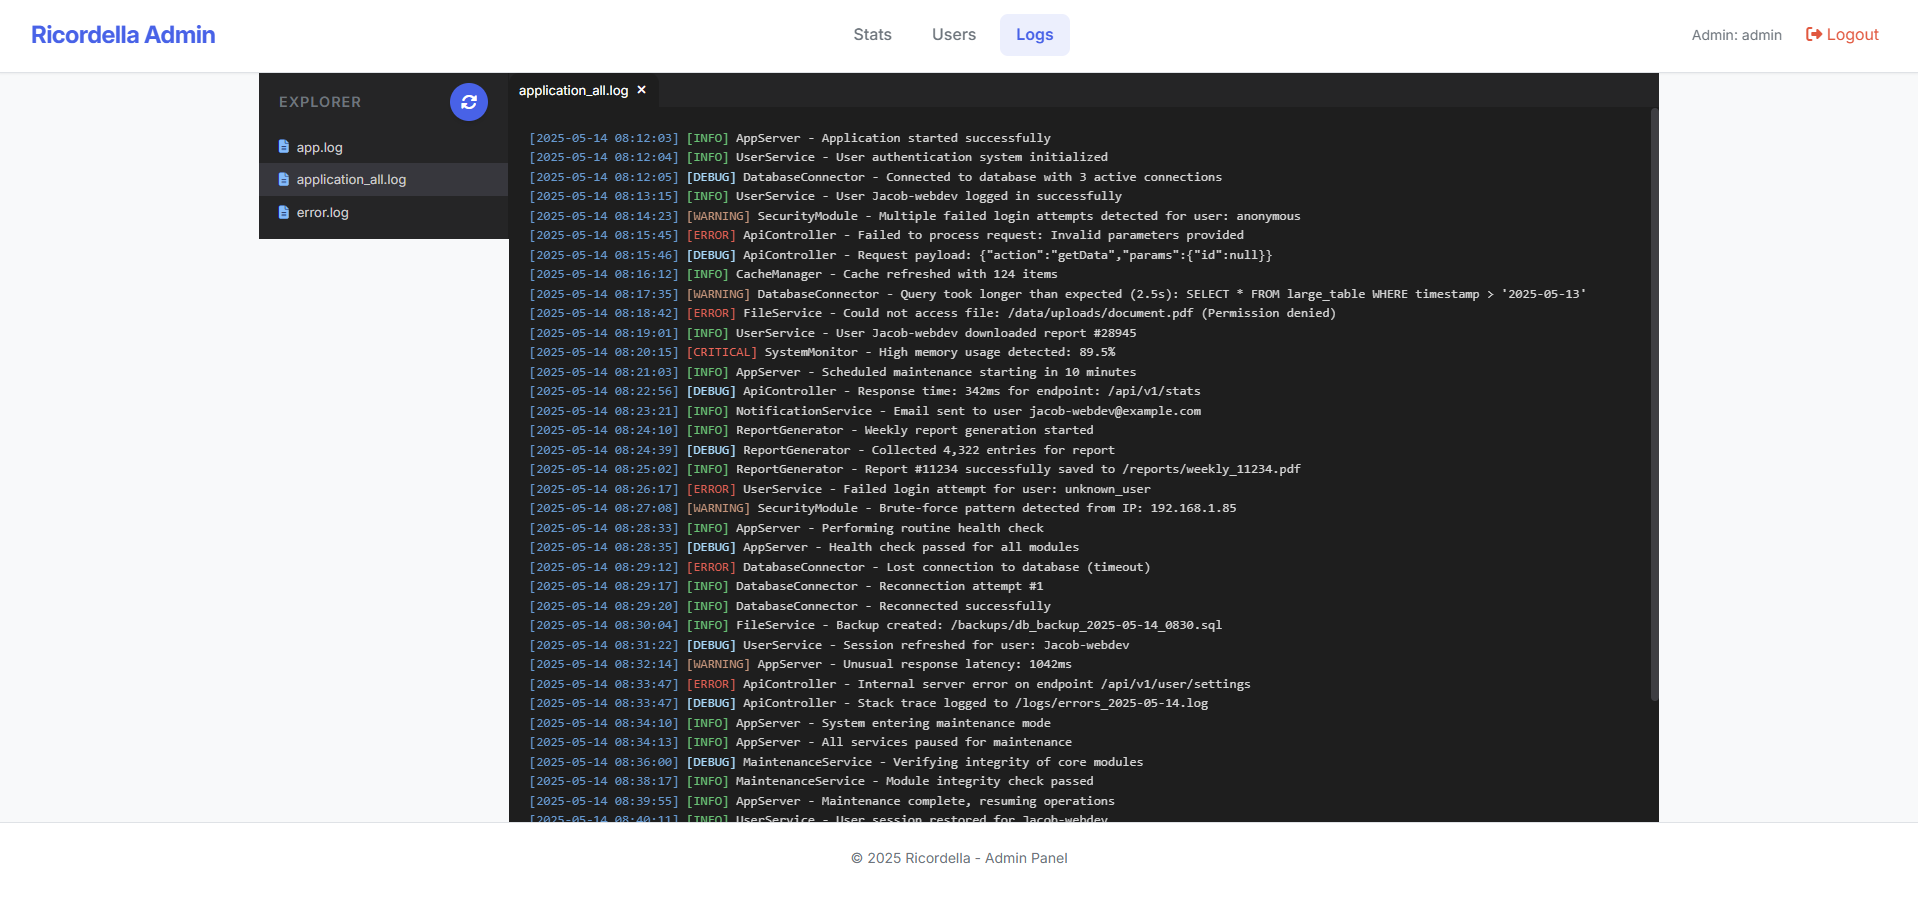 Ricordella Admin
Stats Users Logs
Admin: admin Logout
EXPLORER
app.log
application_all.log
error.log
application_all.log ×
[2025-05-14 08:12:03] [INFO] AppServer - Application started successfully
[2025-05-14 08:12:04] [INFO] UserService - User authentication system initialized
[2025-05-14 08:12:05] [DEBUG] DatabaseConnector - Connected to database with 3 active connections
[2025-05-14 08:13:15] [INFO] UserService - User Jacob-webdev logged in successfully
[2025-05-14 08:14:23] [WARNING] SecurityModule - Multiple failed login attempts detected for user: anonymous
[2025-05-14 08:15:45] [ERROR] ApiController - Failed to process request: Invalid parameters provided
[2025-05-14 08:15:46] [DEBUG] ApiController - Request payload: {"action":"getData","params":{"id":null}}
[2025-05-14 08:16:12] [INFO] CacheManager - Cache refreshed with 124 items
[2025-05-14 08:17:35] [WARNING] DatabaseConnector - Query took longer than expected (2.5s): SELECT * FROM large_table WHERE timestamp > '2025-05-13'
[2025-05-14 08:18:42] [ERROR] FileService - Could not access file: /data/uploads/document.pdf (Permission denied)
[2025-05-14 08:19:01] [INFO] UserService - User Jacob-webdev downloaded report #28945
[2025-05-14 08:20:15] [CRITICAL] SystemMonitor - High memory usage detected: 89.5%
[2025-05-14 08:21:03] [INFO] AppServer - Scheduled maintenance starting in 10 minutes
[2025-05-14 08:22:56] [DEBUG] ApiController - Response time: 342ms for endpoint: /api/v1/stats
[2025-05-14 08:23:21] [INFO] NotificationService - Email sent to user jacob-webdev@example.com
[2025-05-14 08:24:10] [INFO] ReportGenerator - Weekly report generation started
[2025-05-14 08:24:39] [DEBUG] ReportGenerator - Collected 4,322 entries for report
[2025-05-14 08:25:02] [INFO] ReportGenerator - Report #11234 successfully saved to /reports/weekly_11234.pdf
[2025-05-14 08:26:17] [ERROR] UserService - Failed login attempt for user: unknown_user
[2025-05-14 08:27:08] [WARNING] SecurityModule - Brute-force pattern detected from IP: 192.168.1.85
[2025-05-14 08:28:33] [INFO] AppServer - Performing routine health check
[2025-05-14 08:28:35] [DEBUG] AppServer - Health check passed for all modules
[2025-05-14 08:29:12] [ERROR] DatabaseConnector - Lost connection to database (timeout)
[2025-05-14 08:29:17] [INFO] DatabaseConnector - Reconnection attempt #1
[2025-05-14 08:29:20] [INFO] DatabaseConnector - Reconnected successfully
[2025-05-14 08:30:04] [INFO] FileService - Backup created: /backups/db_backup_2025-05-14_0830.sql
[2025-05-14 08:31:22] [DEBUG] UserService - Session refreshed for user: Jacob-webdev
[2025-05-14 08:32:14] [WARNING] AppServer - Unusual response latency: 1042ms
[2025-05-14 08:33:47] [ERROR] ApiController - Internal server error on endpoint /api/v1/user/settings
[2025-05-14 08:33:47] [DEBUG] ApiController - Stack trace logged to /logs/errors_2025-05-14.log
[2025-05-14 08:34:10] [INFO] AppServer - System entering maintenance mode
[2025-05-14 08:34:13] [INFO] AppServer - All services paused for maintenance
[2025-05-14 08:36:00] [DEBUG] MaintenanceService - Verifying integrity of core modules
[2025-05-14 08:38:17] [INFO] MaintenanceService - Module integrity check passed
[2025-05-14 08:39:55] [INFO] AppServer - Maintenance complete, resuming operations
[2025-05-14 08:40:11] [INFO] UserService - User session restored for Jacob-webdev
© 2025 Ricordella - Admin Panel